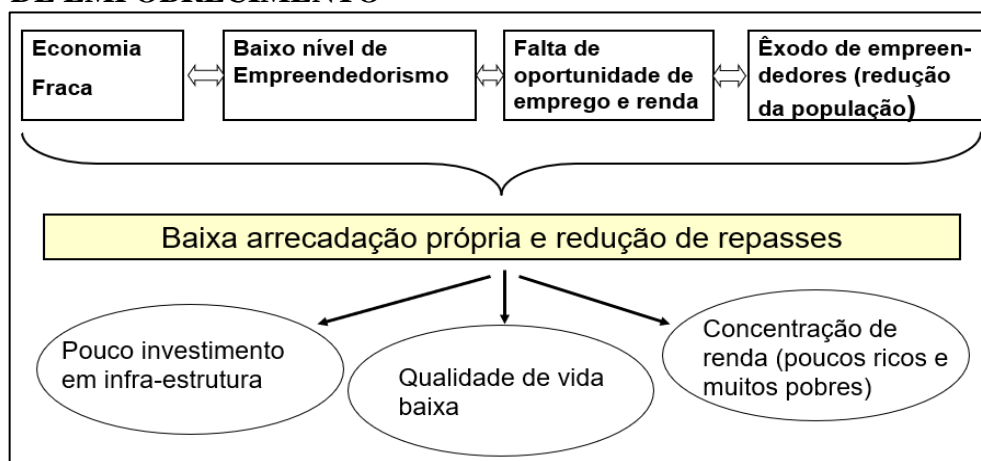 DE EMPOBRECIMENTO
Economia
Fraca
Baixo nível de
Empreendedorismo
Falta de
oportunidade de
emprego e renda
Êxodo de empreen-
dedores (redução
da população)
Baixa arrecadação própria e redução de repasses
Pouco investimento
em infra-estrutura
Qualidade de vida
baixa
Concentração de
renda (poucos ricos e
muitos pobres)